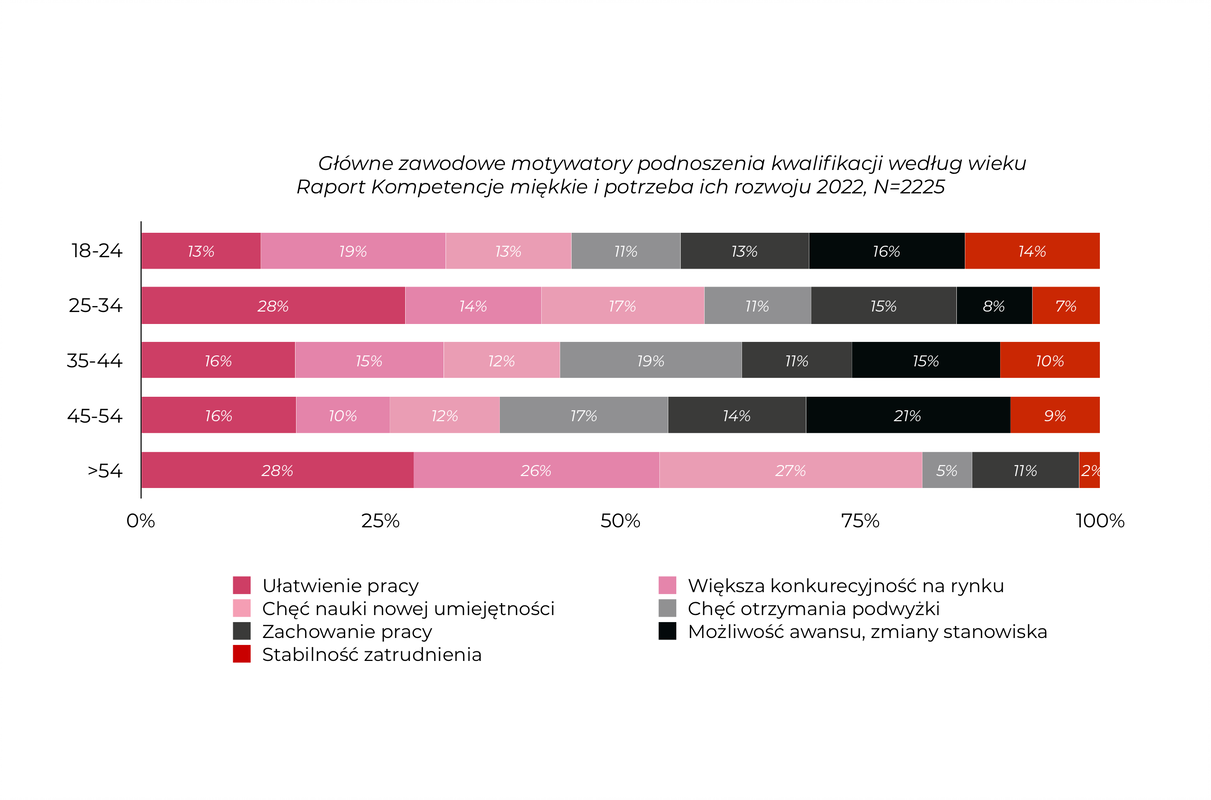 Główne zawodowe motywatory podnoszenia kwalifikacji według wieku
Raport Kompetencje miękkie i potrzeba ich rozwoju 2022, N=2225
18-24 13% 19% 13% 11% 13% 16% 14%
25-34 28% 14% 17% 11% 15% 8% 7%
35-44 16% 15% 12% 19% 11% 15% 10%
45-54 16% 10% 12% 17% 14% 21% 9%
>54 28% 26% 27% 5% 11% 2%
0% 25% 50% 75% 100%
Ułatwienie pracy Większa konkurecyjność na rynku
Chęć nauki nowej umiejętności Chęć otrzymania podwyżki
Zachowanie pracy Możliwość awansu, zmiany stanowiska
Stabilność zatrudnienia